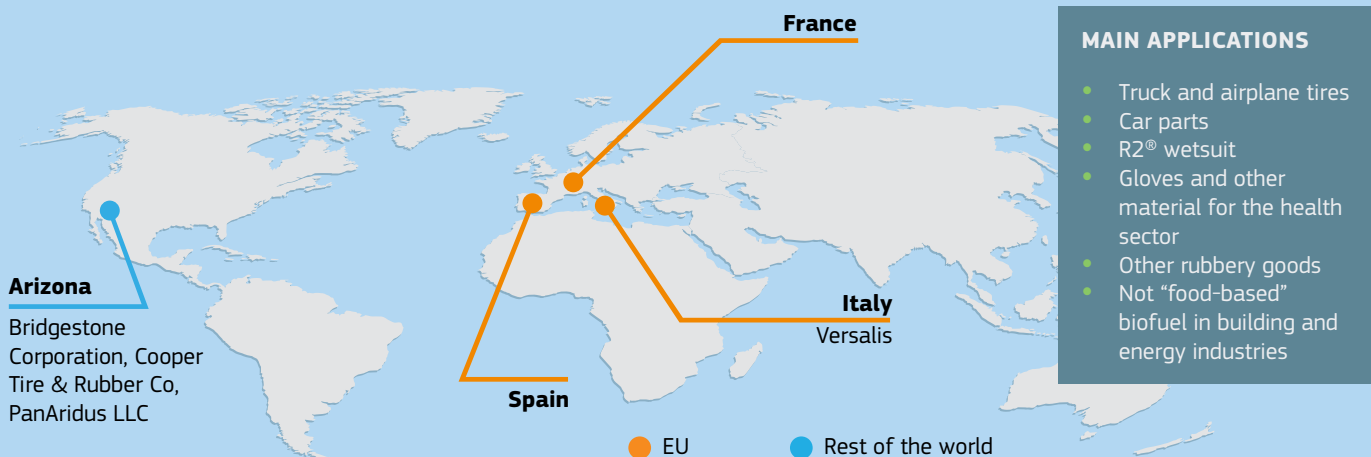 France
MAIN APPLICATIONS
• Truck and airplane tires
• Car parts
• R2® wetsuit
• Gloves and other
material for the health
sector
• Other rubbery goods
• Not “food-based”
biofuel in building and
energy industries
Arizona
Bridgestone
Corporation, Cooper
Tire & Rubber Co,
PanAridus LLC
Italy
Versalis
Spain
EU
Rest of the world